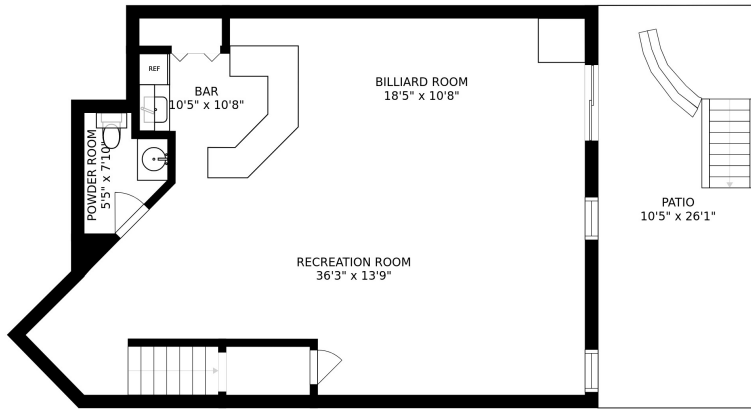 REF
BAR
10'5" x 10'8"
BILLIARD ROOM
18'5" x 10'8"
POWDER ROOM
5'5" x 7'10"
PATIO
10'5" x 26'1"
RECREATION ROOM
36'3" x 13'9"